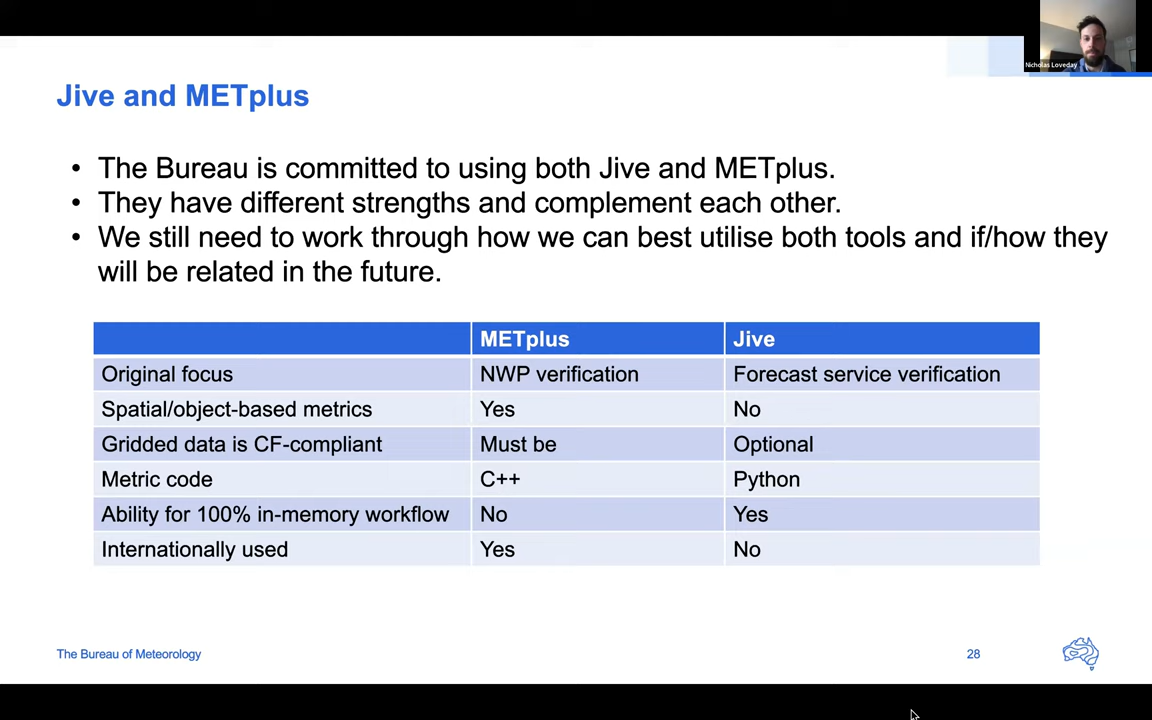 Nicholas Loveday
Jive and METplus
• The Bureau is committed to using both Jive and METplus.
• They have different strengths and complement each other.
• We still need to work through how we can best utilise both tools and if/how they
will be related in the future.
METplus Jive
Original focus NWP verification Forecast service verification
Spatial/object-based metrics Yes No
Gridded data is CF-compliant Must be Optional
Metric code C++ Python
Ability for 100% in-memory workflow No Yes
Internationally used Yes No
The Bureau of Meteorology 28